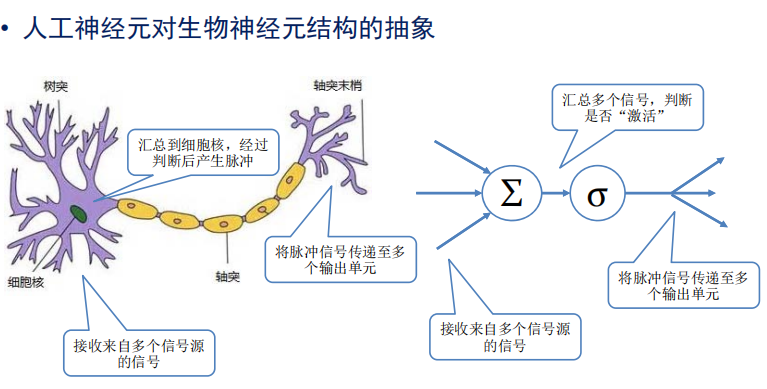 • 人工神经元对生物神经元结构的抽象
树突
轴突末梢
汇总到细胞核，经过
判断后产生脉冲
细胞核
轴突
将脉冲信号传递至多
个输出单元
接收来自多个信号源
的信号
汇总多个信号，判断
是否“激活”
Σ
σ
将脉冲信号传递至多
个输出单元
接收来自多个信号源
的信号